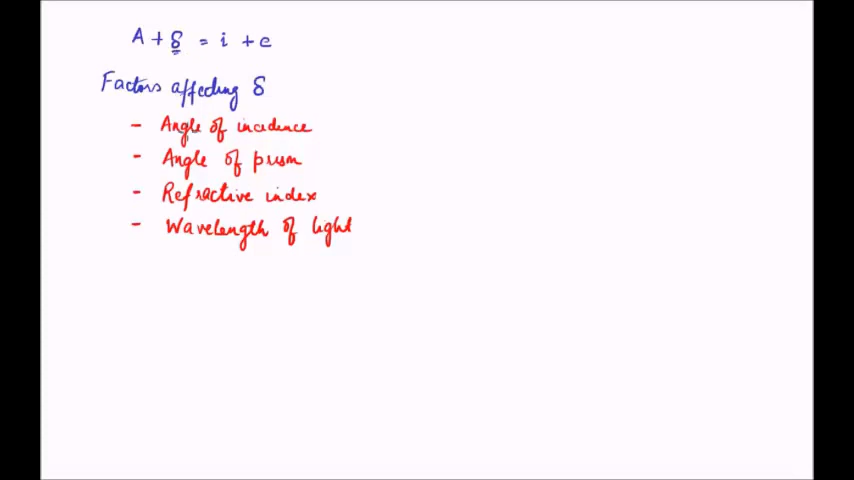 A + δ = i + e
Factors affecting δ
- Angle of incidence
- Angle of prism
- Refractive index
- Wavelength of light